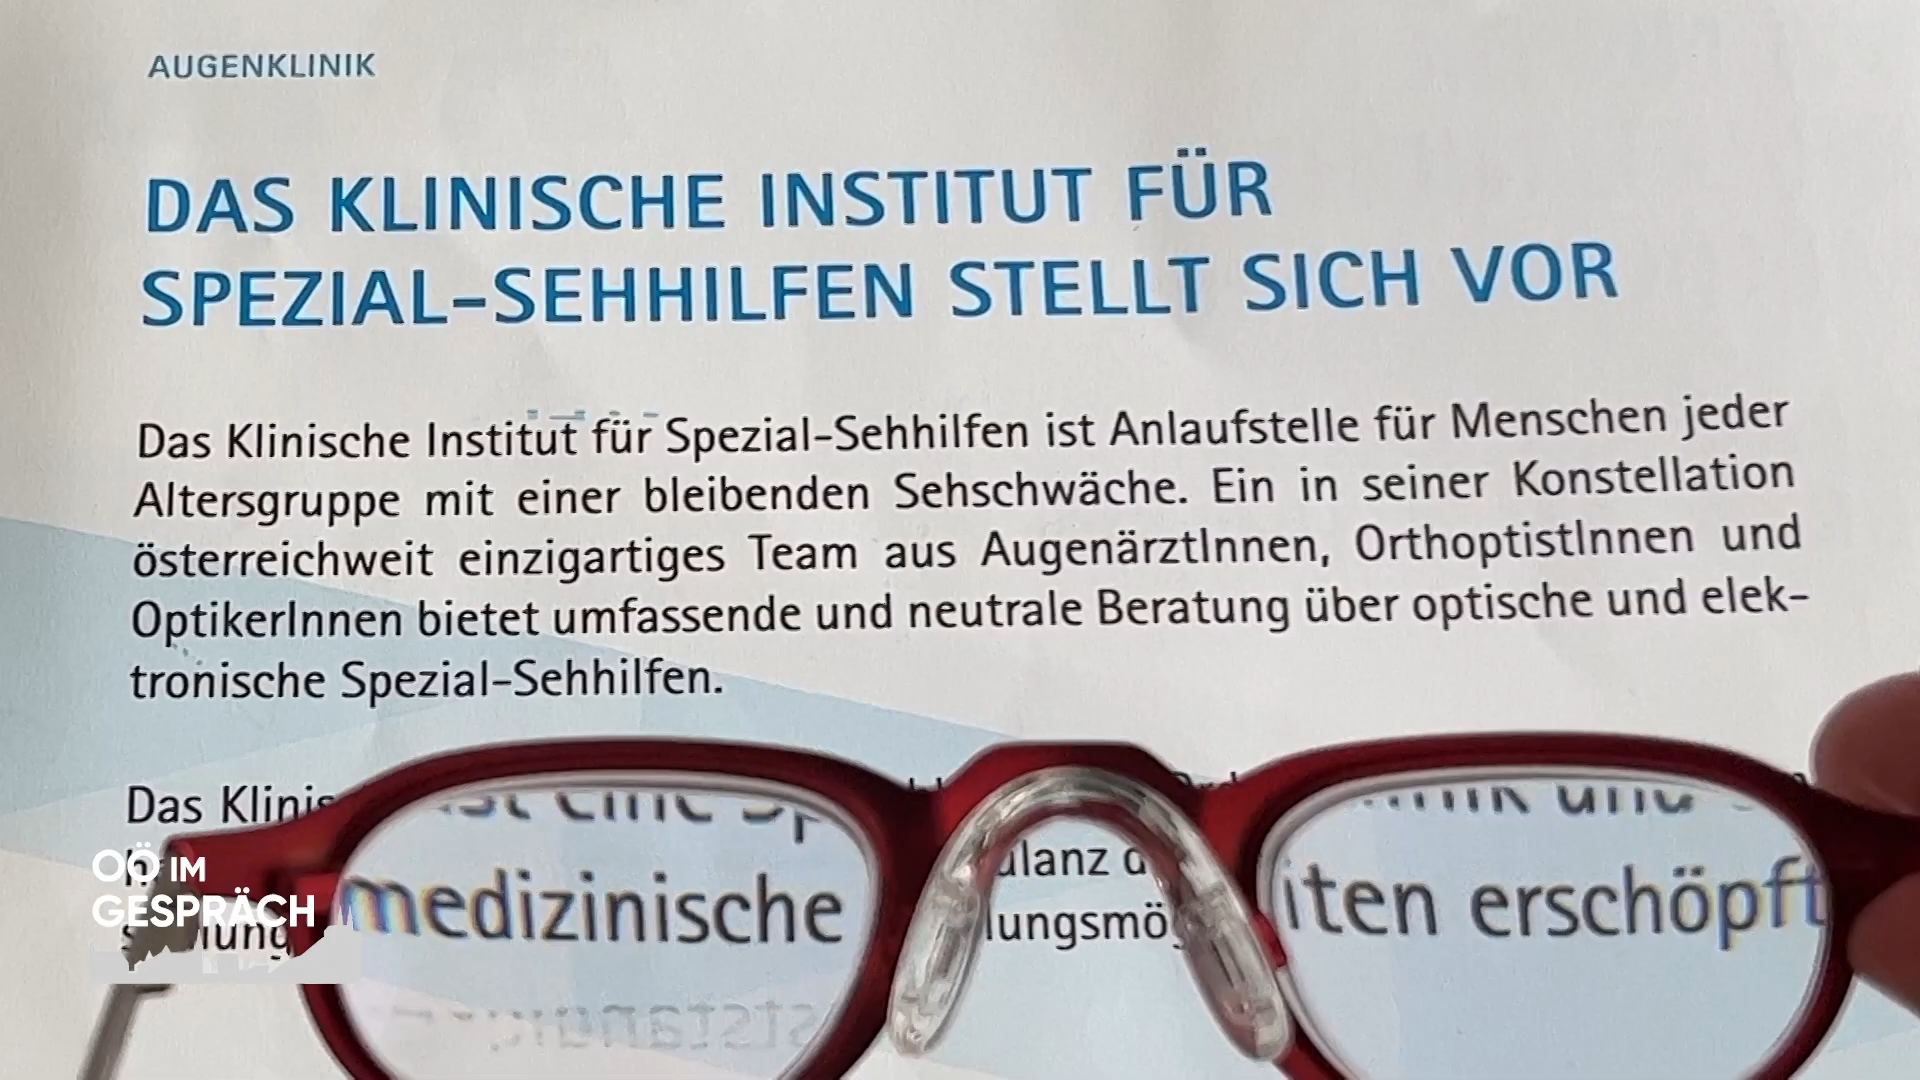 AUGENKLINIK
DAS KLINISCHE INSTITUT FÜR
SPEZIAL-SEHHILFEN STELLT SICH VOR
Das Klinische Institut für Spezial-Sehhilfen ist Anlaufstelle für Menschen jeder
Altersgruppe mit einer bleibenden Sehschwäche. Ein in seiner Konstellation
österreichweit einzigartiges Team aus AugenärztInnen, OrthoptistInnen und
OptikerInnen bietet umfassende und neutrale Beratung über optische und elek-
tronische Spezial-Sehhilfen.
Das
medizinische
erschöpft
OÖ IM
GESPRÄCH